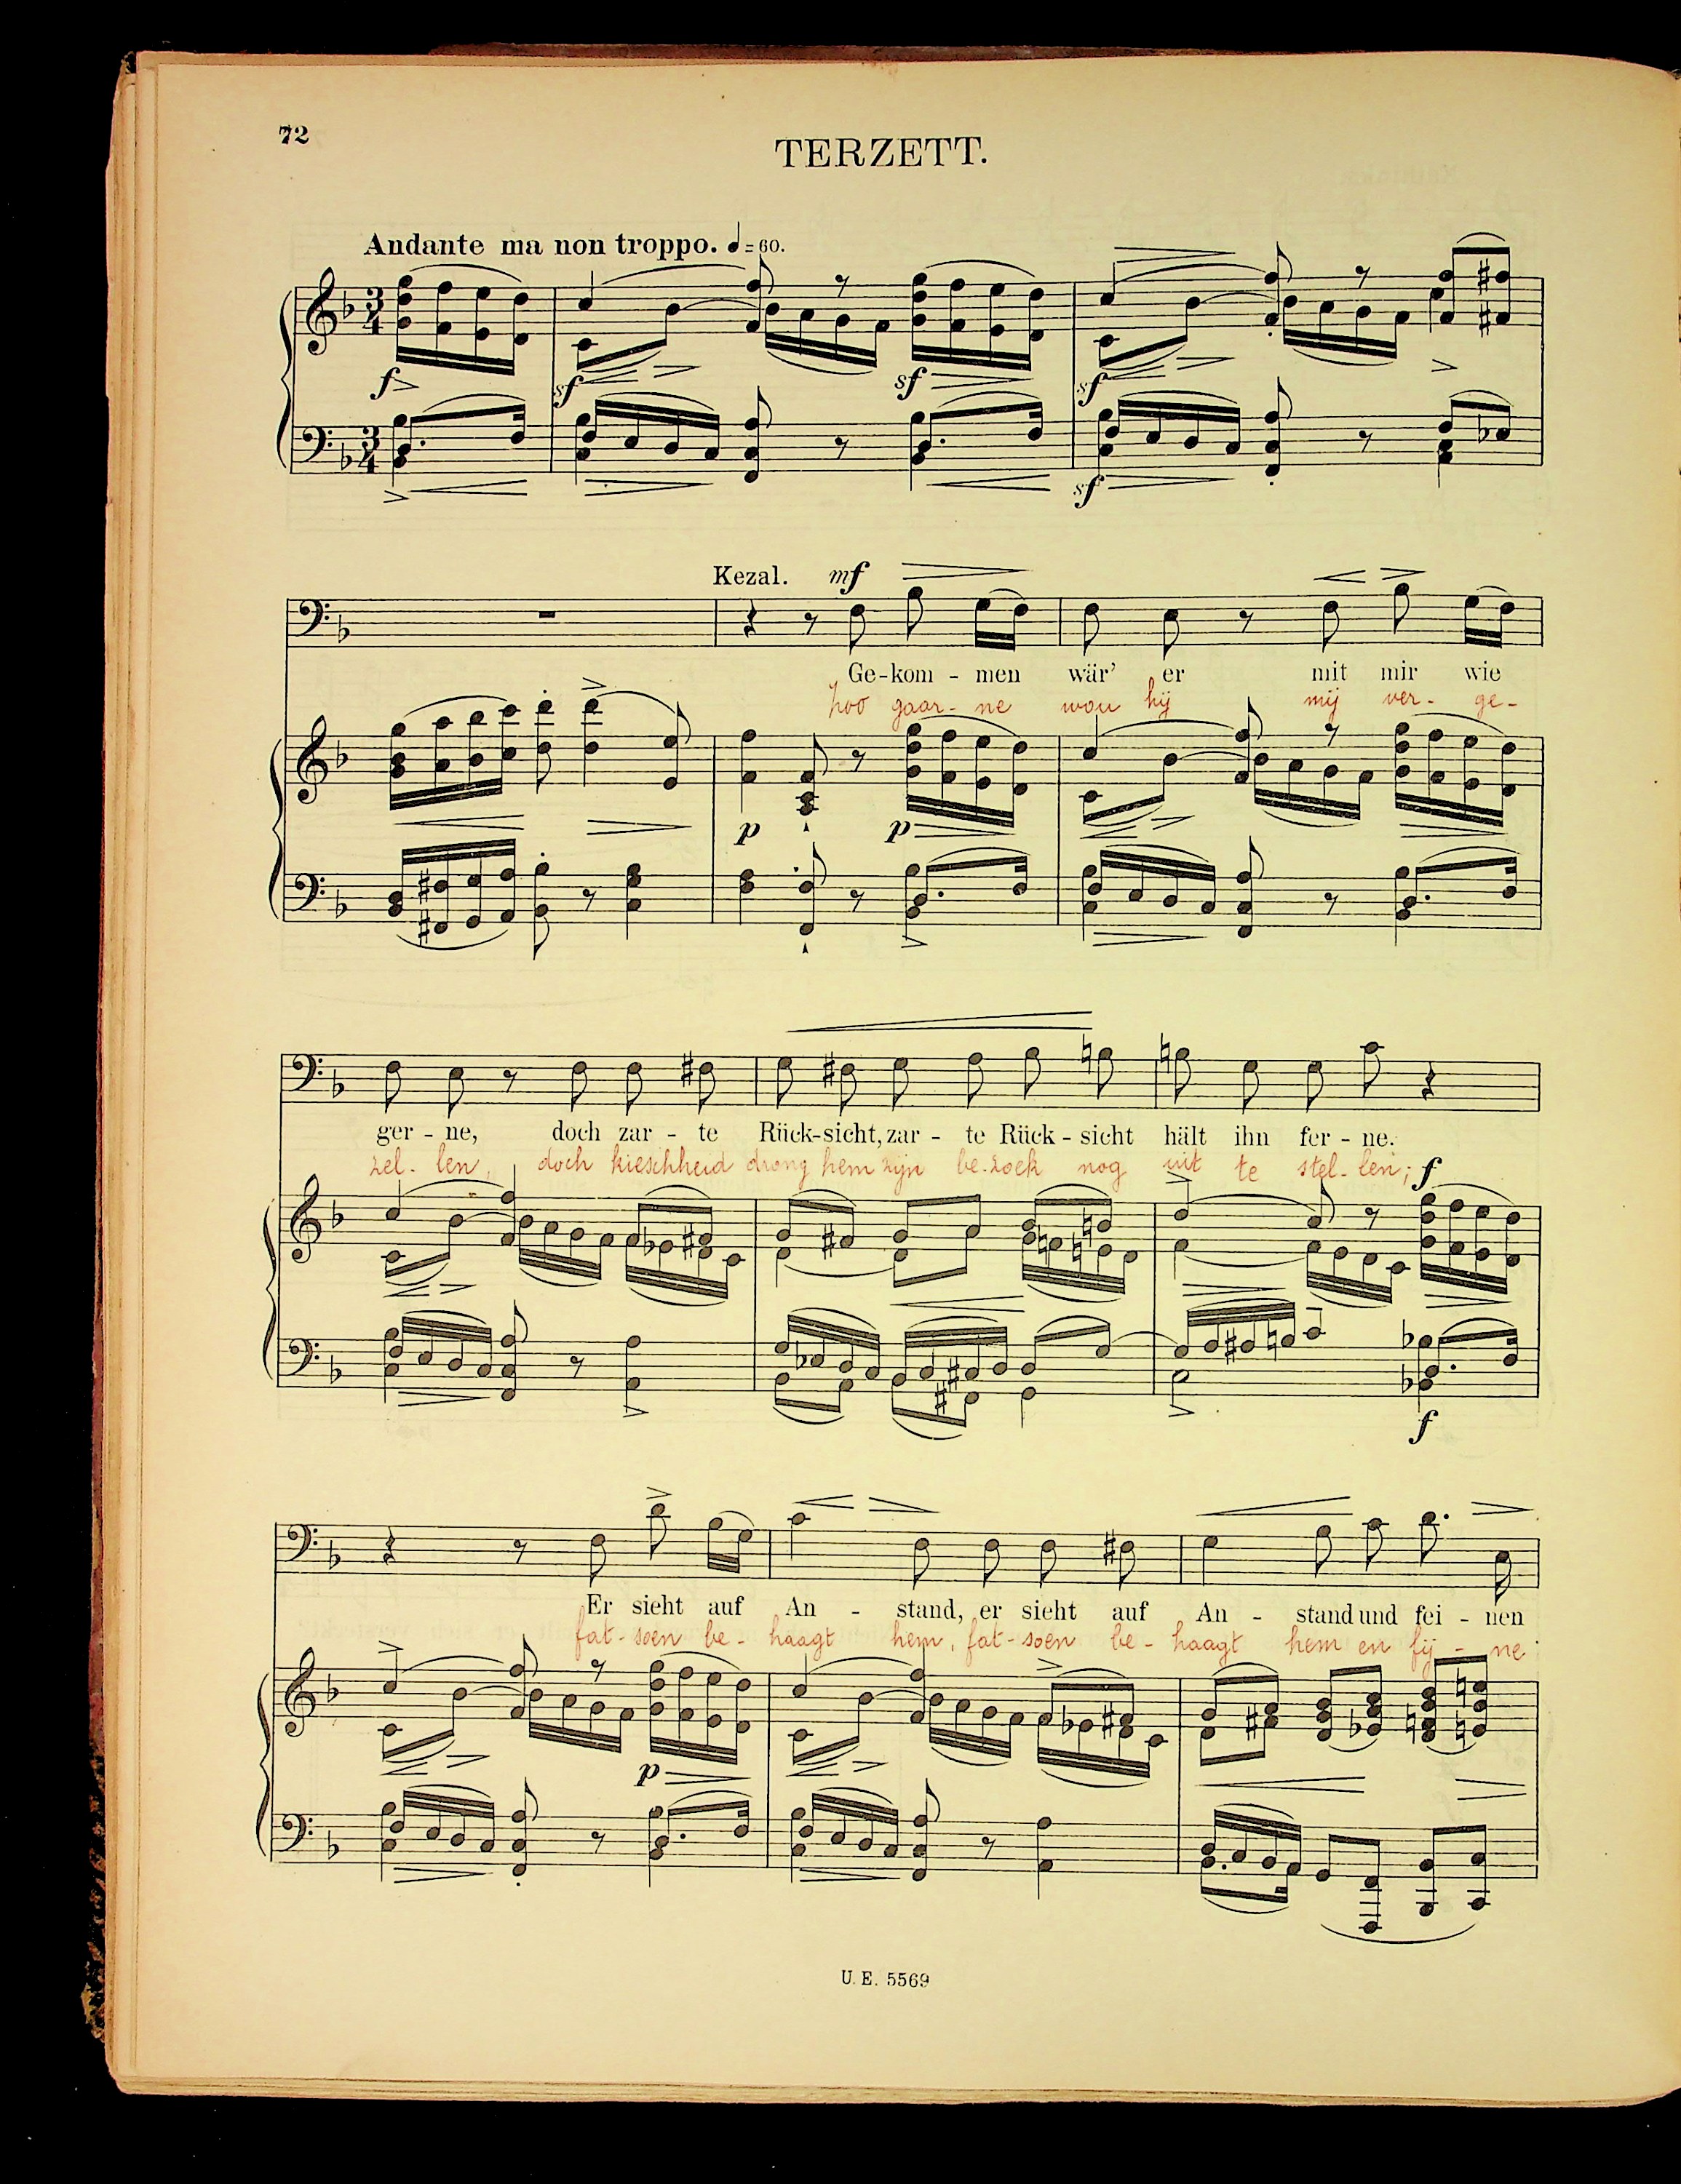 72
TERZETT.
Andante ma non troppo. ♩=60.
3 4
f
sf
sf
sf
3 4
sf
Kezal. mf
Ge-kom - men wär' er mit mir wie
hoo gaar- ne wou hij mij ver- ge-
p p
ger - ne, doch zar - te Rück-sicht, zar - te Rück - sicht hält ihn fer - ne.
zel- len, doch kieschheid drong hem zijn be-zoek nog uit te stel- len; f
f
Er sieht auf An - stand, er sieht auf An - stand und fei - nen
fat- soen be- haagt hem, fat- soen be- haagt hem en fij - ne
p
U. E. 5569